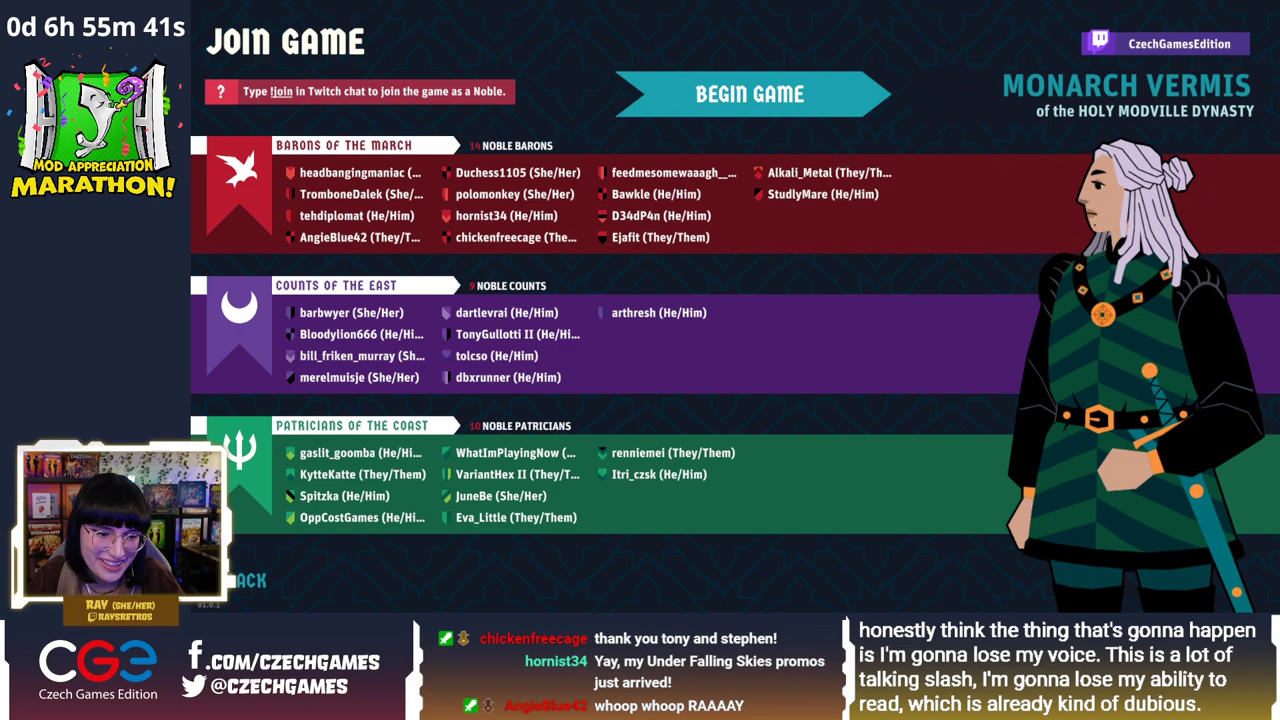 0d 6h 55m 41s
MOD APPRECIATION
MARATHON!
JOIN GAME
? Type !join in Twitch chat to join the game as a Noble.
BEGIN GAME
CzechGamesEdition
MONARCH VERMIS
of the HOLY MODVILLE DYNASTY
BARONS OF THE MARCH
14 NOBLE BARONS
headbangingmaniac (... Duchess1105 (She/Her) feedmesomewaaagh__... Alkali_Metal (They/Th...
TromboneDalek (She/... polomonkey (She/Her) Bawkle (He/Him) StudlyMare (He/Him)
tehdiplomat (He/Him) hornist34 (He/Him) D34dP4n (He/Him)
AngieBlue42 (They/T... chickenfreecage (The... Ejafit (They/Them)
COUNTS OF THE EAST
9 NOBLE COUNTS
barbwyer (She/Her) dartlevrai (He/Him) arthresh (He/Him)
Bloodylion666 (He/Hi... TonyGullotti II (He/Hi...
bill_friken_murray (Sh... tolcso (He/Him)
merelmuisje (She/Her) dbxrunner (He/Him)
PATRICIANS OF THE COAST
10 NOBLE PATRICIANS
gaslit_goomba (He/Hi... WhatImPlayingNow (... renniemei (They/Them)
KytteKatte (They/Them) VariantHex II (They/T... Itri_czsk (He/Him)
Spitzka (He/Him) JuneBe (She/Her)
OppCostGames (He/Hi... Eva_Little (They/Them)
ACK
RAY (SHE/HER)
RAYSRETROS
CGE
Czech Games Edition
f.COM/CZECHGAMES
@CZECHGAMES
chickenfreecage thank you tony and stephen!
hornist34 Yay, my Under Falling Skies promos
just arrived!
AngieBlue42 whoop whoop RAAAAY
honestly think the thing that's gonna happen
is I'm gonna lose my voice. This is a lot of
talking slash, I'm gonna lose my ability to
read, which is already kind of dubious.